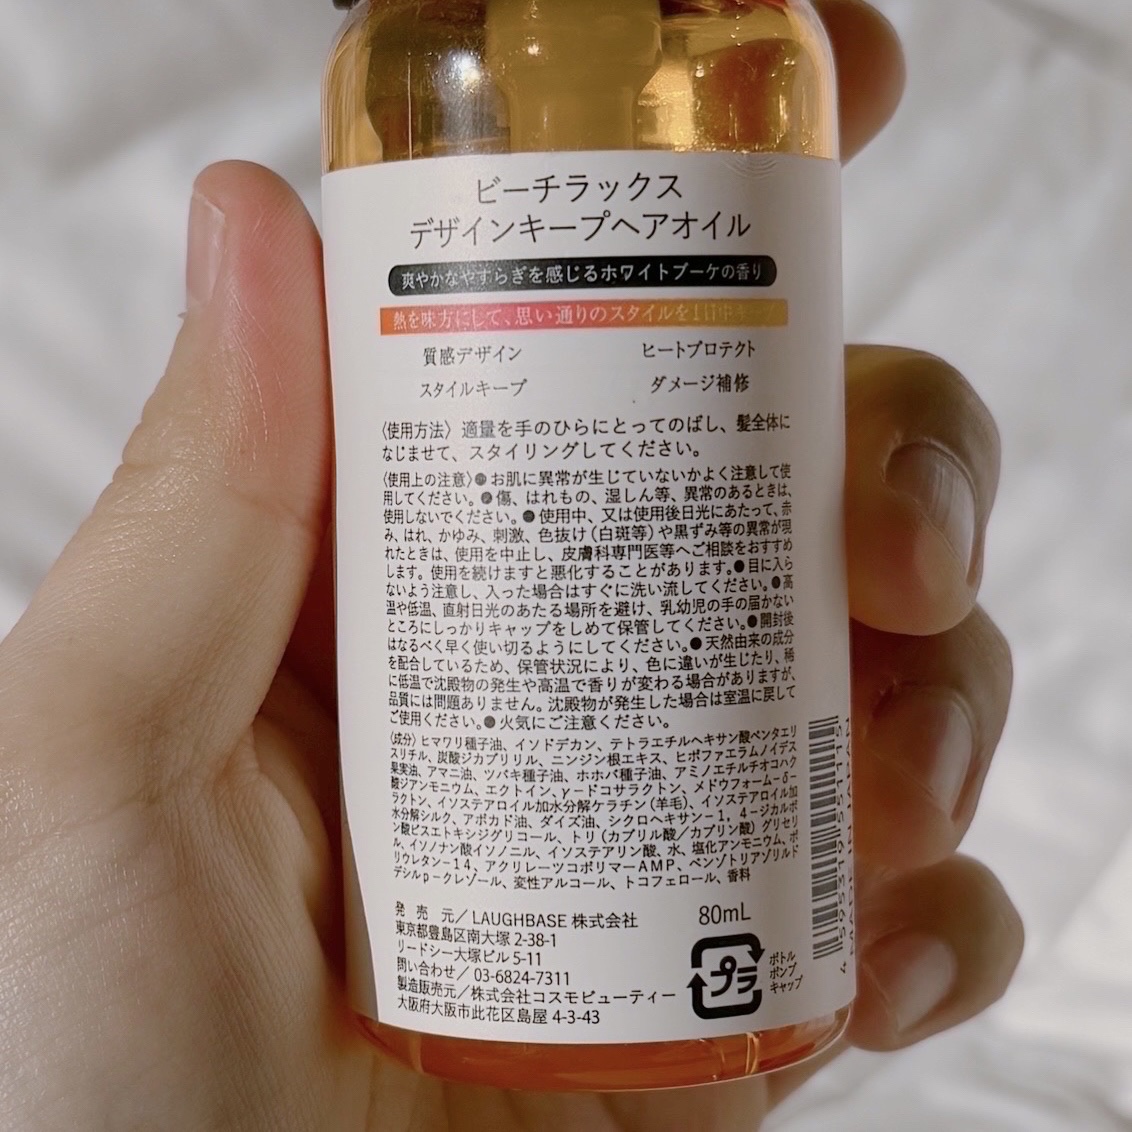 ビーチラックス
デザインキープヘアオイル
爽やかなやすらぎを感じるホワイトブーケの香り
熱を味方にして、思い通りのスタイルを1日中キープ
質感デザイン ヒートプロテクト
スタイルキープ ダメージ補修
〈使用方法〉適量を手のひらにとってのばし、髪全体に
なじませて、スタイリングしてください。
〈使用上の注意〉●お肌に異常が生じていないかよく注意して使
用してください。●傷、はれもの、湿しん等、異常のあるときは、
使用しないでください。●使用中、又は使用後日光にあたって、赤
み、はれ、かゆみ、刺激、色抜け(白斑等)や黒ずみ等の異常が現
れたときは、使用を中止し、皮膚科専門医等へご相談をおすすめ
します。使用を続けますと悪化することがあります。●目に入ら
ないよう注意し、入った場合はすぐに洗い流してください。●高
温や低温、直射日光のあたる場所を避け、乳幼児の手の届かない
ところにしっかりキャップをしめて保管してください。●開封後
はなるべく早く使い切るようにしてください。●天然由来の成分
を配合しているため、保管状況により、色に違いが生じたり、稀
に低温で沈殿物の発生や高温で香りが変わる場合がありますが、
品質には問題ありません。沈殿物が発生した場合は室温に戻して
ご使用ください。●火気にご注意ください。
〈成分〉ヒマワリ種子油、イソドデカン、テトラエチルヘキサン酸ペンタエリ
スリチル、炭酸ジカプリリル、ニンジン根エキス、ヒポファエラムノイデス
果実油、アマニ油、ツバキ種子油、ホホバ種子油、アミノエチルチオコハク
酸ジアンモニウム、エクトイン、γ-ドコサラクトン、メドウフォーム-δ-
ラクトン、イソステアロイル加水分解ケラチン(羊毛)、イソステアロイル加
水分解シルク、アボカド油、ダイズ油、シクロヘキサン-1，4-ジカルボ
ン酸ビスエトキシジグリコール、トリ(カプリル酸/カプリン酸)グリセリ
ル、イソノナン酸イソノニル、イソステアリン酸、水、塩化アンモニウム、ポ
リウレタン-14、アクリレーツコポリマーAMP、ベンゾトリアゾリルド
デシルp-クレゾール、変性アルコール、トコフェロール、香料
発 売 元/LAUGHBASE 株式会社
東京都豊島区南大塚 2-38-1
リードシー大塚ビル 5-11
問い合わせ/ 03-6824-7311
製造販売元/株式会社コスモビューティー
大阪府大阪市此花区島屋 4-3-43
80mL
プラ
ボトル
ポンプ
キャップ
MADE IN JAPAN